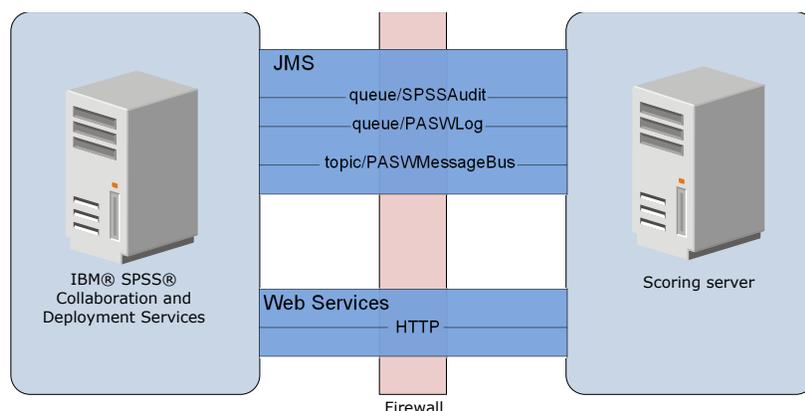 JMS
queue/SPSSAudit
queue/PASWLog
topic/PASWMessageBus
IBM® SPSS®
Collaboration and
Deployment Services
Scoring server
Web Services
HTTP
Firewall